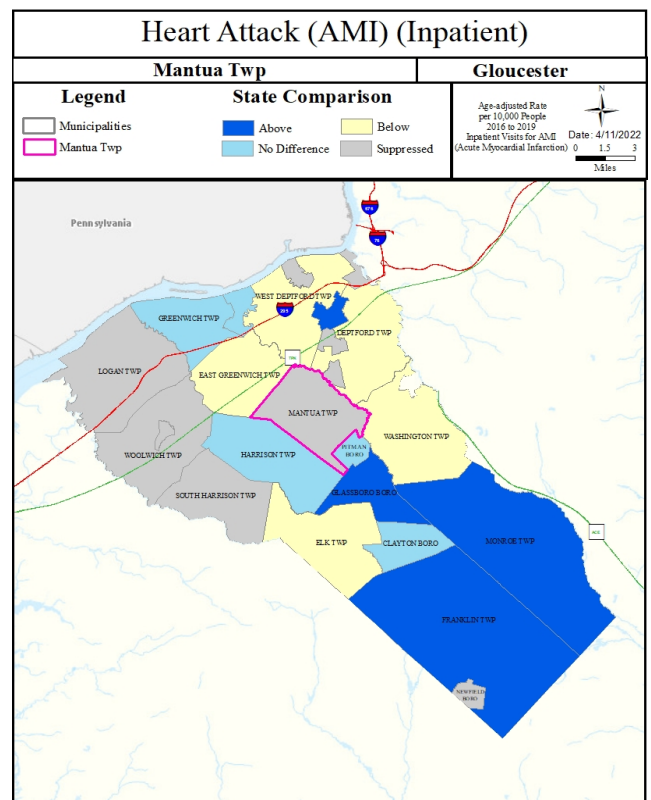 Heart Attack (AMI) (Inpatient)
Mantua Twp
Gloucester
Legend
Municipalities
Mantua Twp
State Comparison
Above
Below
No Difference
Suppressed
Age-adjusted Rate
per 10,000 People
2016 to 2019
Inpatient Visits for AMI
(Acute Myocardial Infarction)
N
Date: 4/11/2022
0 1.5 3
Miles
Pennsylvania
676
76
WEST DEPTFORD TWP
295
GREENWICH TWP
DEPTFORD TWP
LOGAN TWP
EAST GREENWICH TWP
MANTUA TWP
WASHINGTON TWP
PITMAN
BORO
WOOLWICH TWP
HARRISON TWP
SOUTH HARRISON TWP
GLASSBORO BORO
ELK TWP
CLAYTON BORO
MONROE TWP
FRANKLIN TWP
NEWFIELD
BORO